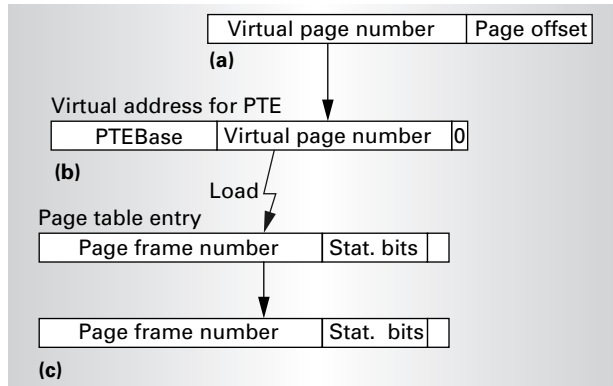 Virtual page number Page offset
(a)
Virtual address for PTE
PTEBase Virtual page number 0
(b)
Load
Page table entry
Page frame number Stat. bits
Page frame number Stat. bits
(c)